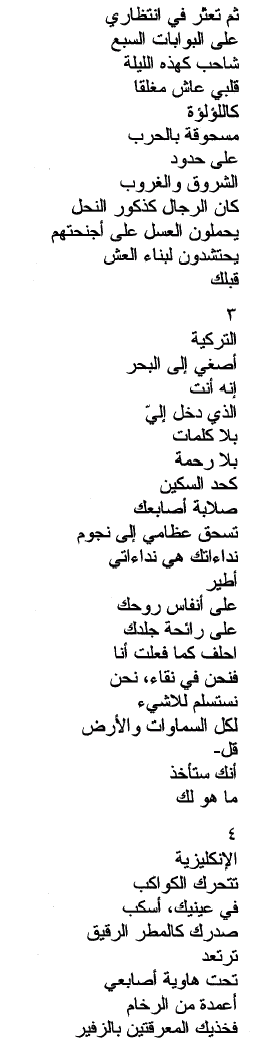 ثم تعثر في انتظاري
على البوابات السبع
شاحب كهذه الليلة
قلبي عاش مغلقا
كاللؤلؤة
مسحوقة بالحرب
على حدود
الشروق والغروب
كان الرجال كذكور النحل
يحملون العسل على أجنحتهم
يحتشدون لبناء العش
قبلك
٣
التركية
أصغي إلى البحر
إنه أنت
الذي دخل إليّ
بلا كلمات
بلا رحمة
كحد السكين
صلابة أصابعك
تسحق عظامي إلى نجوم
نداءاتك هي نداءاتي
أطير
على أنفاس روحك
على رائحة جلدك
احلف كما فعلت أنا
فنحن في نقاء، نحن
نستسلم للاشيء
لكل السماوات والأرض
قل-
أنك ستأخذ
ما هو لك
٤
الإنكليزية
تتحرك الكواكب
في عينيك، أسكب
صدرك كالمطر الرقيق
ترتعد
تحت هاوية أصابعي
أعمدة من الرخام
فخذيك المعرقتين بالزفير